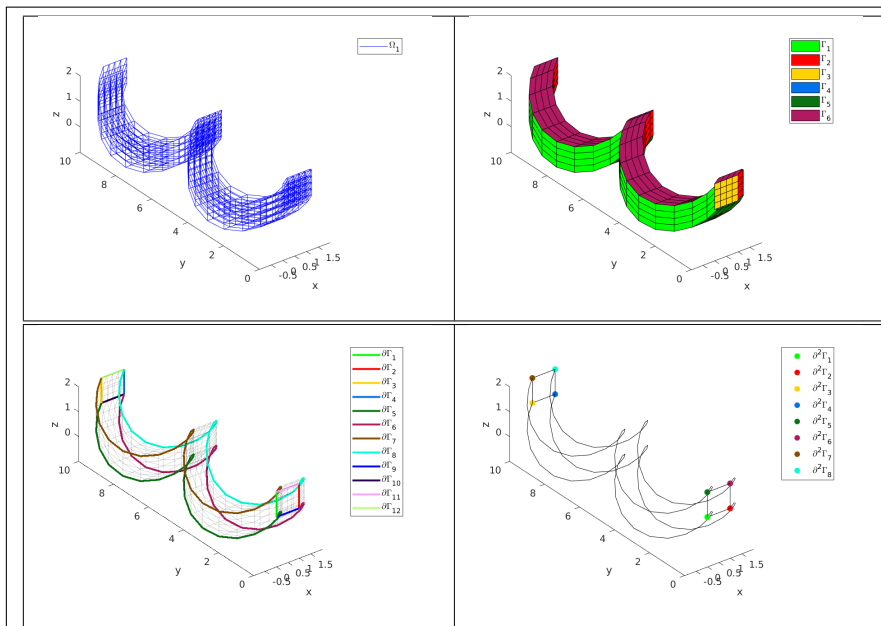 Ω₁
2
1
0
z
10
8
6
4
2
0
y
-0.5
0
0.5
1
1.5
x
Γ₁
Γ₂
Γ₃
Γ₄
Γ₅
Γ₆
2
1
0
z
10
8
6
4
2
0
y
-0.5
0
0.5
1
1.5
x
∂Γ₁
∂Γ₂
∂Γ₃
∂Γ₄
∂Γ₅
∂Γ₆
∂Γ₇
∂Γ₈
∂Γ₉
∂Γ₁₀
∂Γ₁₁
∂Γ₁₂
2
1
0
z
10
8
6
4
2
0
y
-0.5
0
0.5
1
1.5
x
∂²Γ₁
∂²Γ₂
∂²Γ₃
∂²Γ₄
∂²Γ₅
∂²Γ₆
∂²Γ₇
∂²Γ₈
2
1
0
z
10
8
6
4
2
0
y
-0.5
0
0.5
1
1.5
x